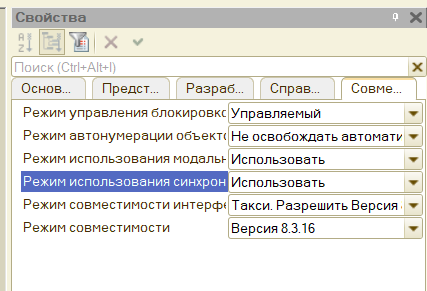 Свойства
Поиск (Ctrl+Alt+I)
Основ... Предст... Разраб... Справ... Совме...
Режим управления блокировко Управляемый
Режим автонумерации объекто Не освобождать автомати
Режим использования модальн Использовать
Режим использования синхрон Использовать
Режим совместимости интерфе Такси. Разрешить Версия
Режим совместимости Версия 8.3.16